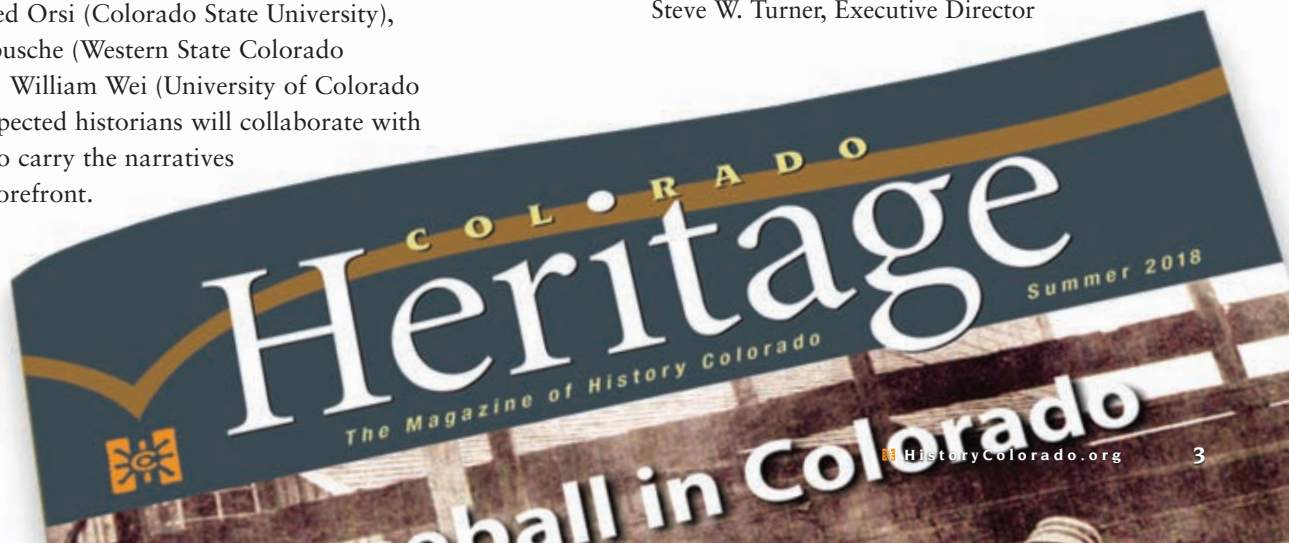 ed Orsi (Colorado State University),
busche (Western State Colorado
William Wei (University of Colorado
pected historians will collaborate with
o carry the narratives
orefront.
Steve W. Turner, Executive Director
COLORADO
Heritage
Summer 2018
The Magazine of History Colorado
eball in Colorado
HistoryColorado.org 3